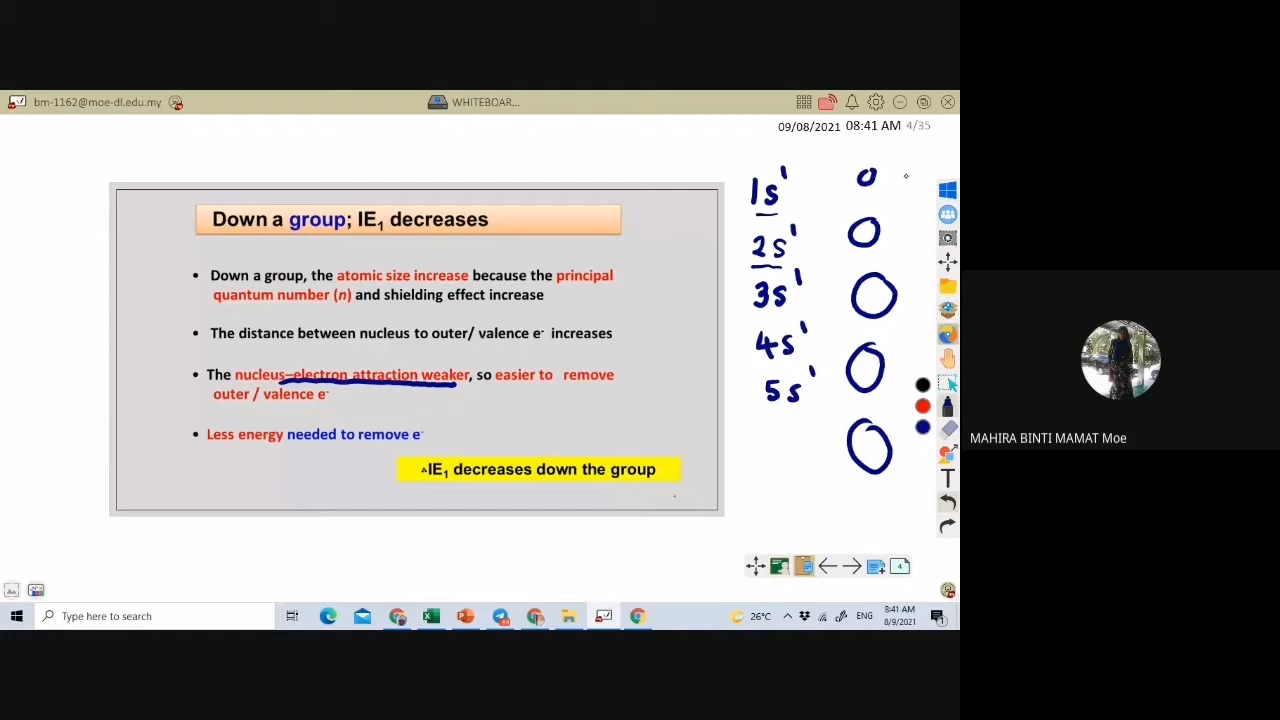 bm-1162@moe-dl.edu.my
WHITEBOAR...
09/08/2021 08:41 AM 4/35
Down a group; IE₁ decreases
• Down a group, the atomic size increase because the principal
quantum number (n) and shielding effect increase
• The distance between nucleus to outer/ valence e⁻ increases
• The nucleus–electron attraction weaker, so easier to remove
outer / valence e⁻
• Less energy needed to remove e⁻
∴IE₁ decreases down the group
1s¹
2s¹
3s¹
4s¹
5s¹
T
4
MAHIRA BINTI MAMAT Moe
Type here to search
26°C
ENG
8:41 AM
8/9/2021